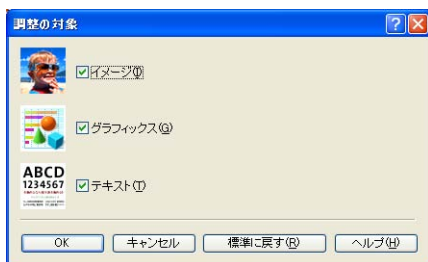 調整の対象
イメージ(I)
グラフィックス(G)
ABCD
1234567
テキスト(T)
OK キャンセル 標準に戻す(R) ヘルプ(H)